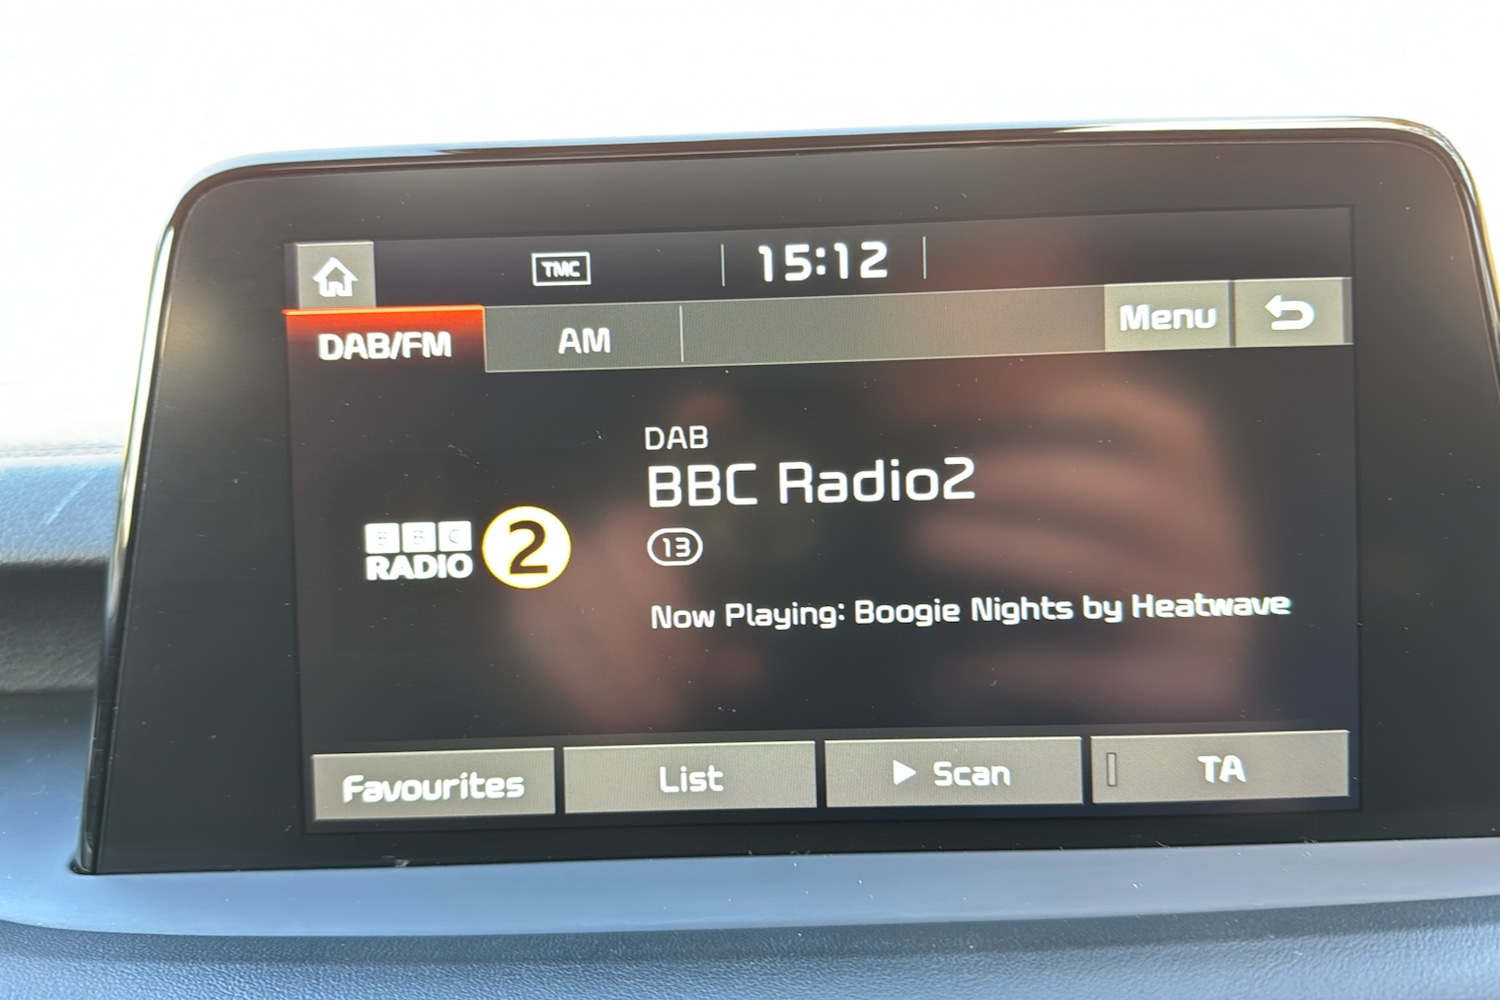 TMC
15:12
DAB/FM
AM
Menu
DAB
BBC Radio2
13
BBC
RADIO
2
Now Playing: Boogie Nights by Heatwave
Favourites
List
Scan
TA